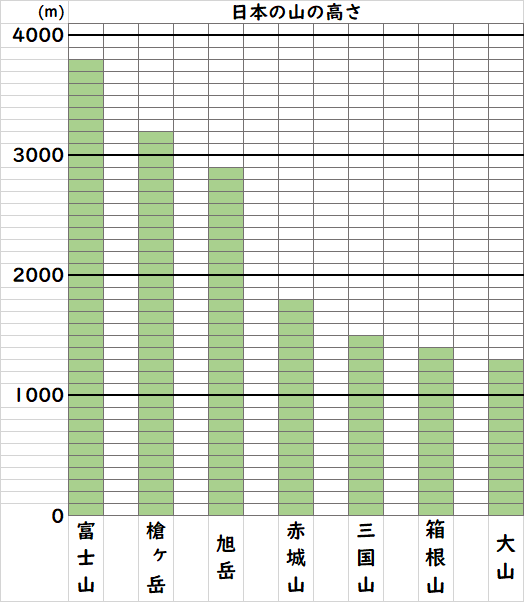 (m)
日本の山の高さ
4000
3000
2000
1000
0
富士山
槍ヶ岳
旭岳
赤城山
三国山
箱根山
大山